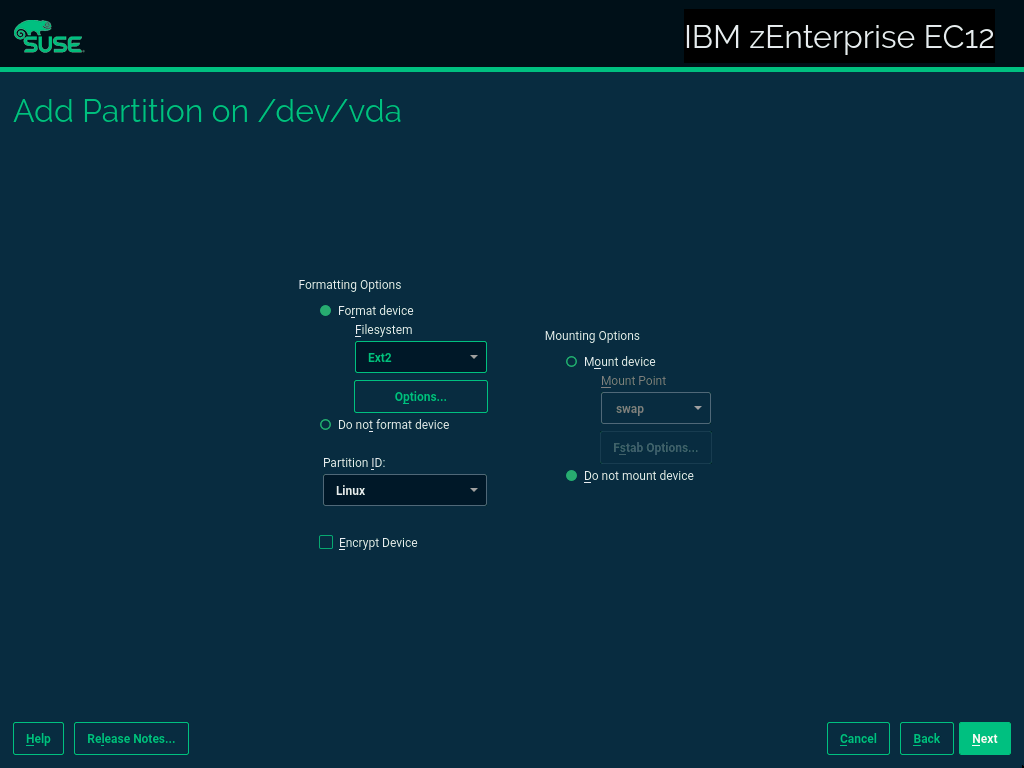 SUSE
IBM zEnterprise EC12
Add Partition on /dev/vda
Formatting Options
Format device
Filesystem
Ext2
Options...
Do not format device
Partition ID:
Linux
Encrypt Device
Mounting Options
Mount device
Mount Point
swap
Fstab Options...
Do not mount device
Help
Release Notes...
Cancel
Back
Next